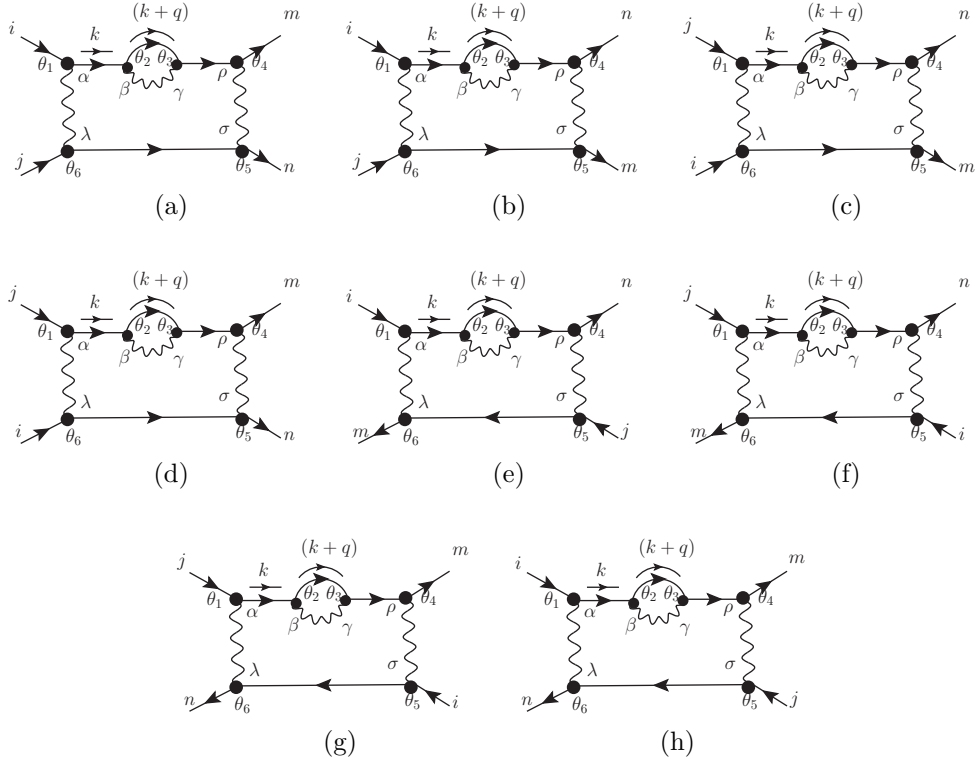 i (k + q) m
k
θ₁ α θ₂ θ₃ ρ θ₄
β γ
λ σ
j θ₆ θ₅ n
(a)
i (k + q) n
k
θ₁ α θ₂ θ₃ ρ θ₄
β γ
λ σ
j θ₆ θ₅ m
(b)
j (k + q) n
k
θ₁ α θ₂ θ₃ ρ θ₄
β γ
λ σ
i θ₆ θ₅ m
(c)
j (k + q) m
k
θ₁ α θ₂ θ₃ ρ θ₄
β γ
λ σ
i θ₆ θ₅ n
(d)
i (k + q) n
k
θ₁ α θ₂ θ₃ ρ θ₄
β γ
λ σ
m θ₆ θ₅ j
(e)
j (k + q) n
k
θ₁ α θ₂ θ₃ ρ θ₄
β γ
λ σ
m θ₆ θ₅ i
(f)
j (k + q) m
k
θ₁ α θ₂ θ₃ ρ θ₄
β γ
λ σ
n θ₆ θ₅ i
(g)
i (k + q) m
k
θ₁ α θ₂ θ₃ ρ θ₄
β γ
λ σ
n θ₆ θ₅ j
(h)